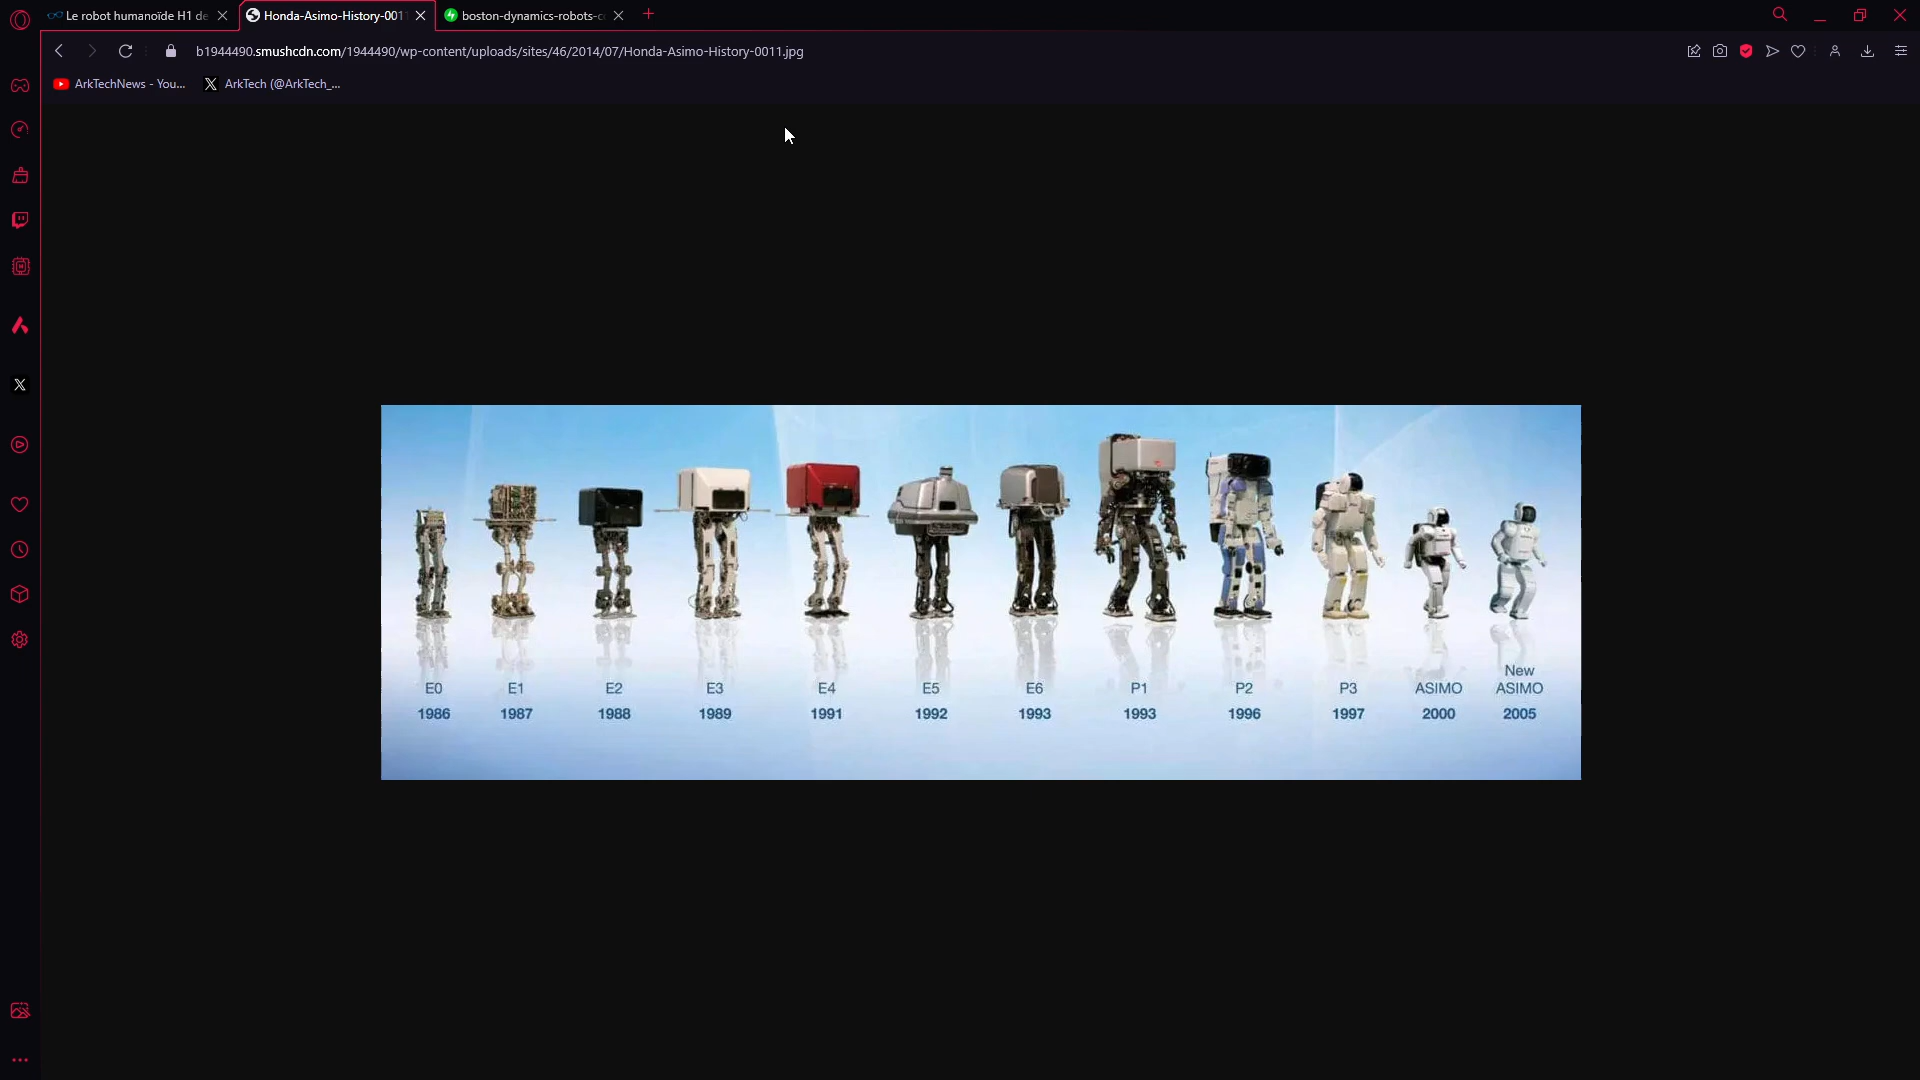 Le robot humanoïde H1 de
Honda-Asimo-History-0011
boston-dynamics-robots-c
b1944490.smushcdn.com/1944490/wp-content/uploads/sites/46/2014/07/Honda-Asimo-History-0011.jpg
ArkTechNews - You...
ArkTech (@ArkTech_...
E0 E1 E2 E3 E4 E5 E6 P1 P2 P3 ASIMO New ASIMO
1986 1987 1988 1989 1991 1992 1993 1993 1996 1997 2000 2005